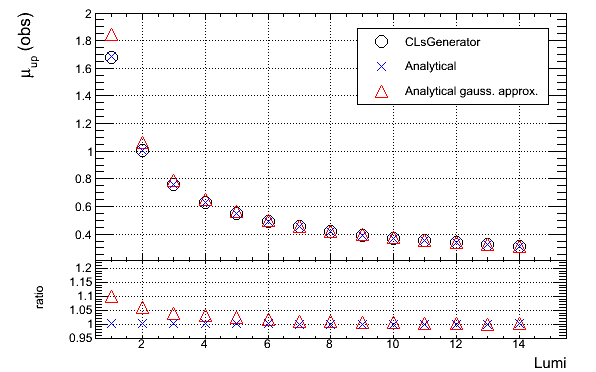 μup (obs)
2
1.8
1.6
1.4
1.2
1
0.8
0.6
0.4
CLsGenerator
Analytical
Analytical gauss. approx.
ratio
1.2
1.15
1.1
1.05
1
0.95
2 4 6 8 10 12 14
Lumi